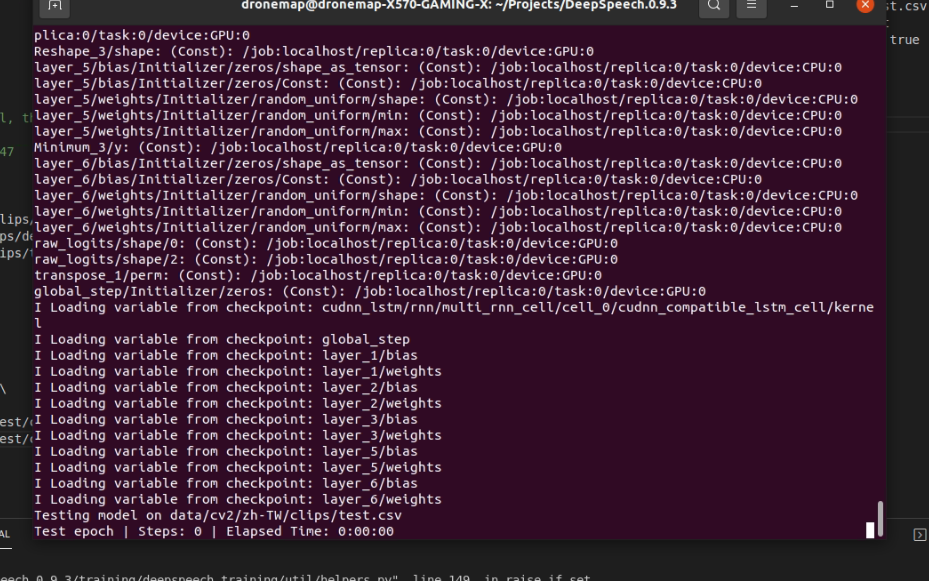 dronemap@dronemap-X570-GAMING-X: ~/Projects/DeepSpeech.0.9.3
st.csv
true
plica:0/task:0/device:GPU:0
Reshape_3/shape: (Const): /job:localhost/replica:0/task:0/device:GPU:0
layer_5/bias/Initializer/zeros/shape_as_tensor: (Const): /job:localhost/replica:0/task:0/device:CPU:0
layer_5/bias/Initializer/zeros/Const: (Const): /job:localhost/replica:0/task:0/device:CPU:0
layer_5/weights/Initializer/random_uniform/shape: (Const): /job:localhost/replica:0/task:0/device:CPU:0
layer_5/weights/Initializer/random_uniform/min: (Const): /job:localhost/replica:0/task:0/device:CPU:0
layer_5/weights/Initializer/random_uniform/max: (Const): /job:localhost/replica:0/task:0/device:CPU:0
47
Minimum_3/y: (Const): /job:localhost/replica:0/task:0/device:GPU:0
layer_6/bias/Initializer/zeros/shape_as_tensor: (Const): /job:localhost/replica:0/task:0/device:CPU:0
layer_6/bias/Initializer/zeros/Const: (Const): /job:localhost/replica:0/task:0/device:CPU:0
layer_6/weights/Initializer/random_uniform/shape: (Const): /job:localhost/replica:0/task:0/device:CPU:0
layer_6/weights/Initializer/random_uniform/min: (Const): /job:localhost/replica:0/task:0/device:CPU:0
layer_6/weights/Initializer/random_uniform/max: (Const): /job:localhost/replica:0/task:0/device:CPU:0
raw_logits/shape/0: (Const): /job:localhost/replica:0/task:0/device:GPU:0
raw_logits/shape/2: (Const): /job:localhost/replica:0/task:0/device:GPU:0
transpose_1/perm: (Const): /job:localhost/replica:0/task:0/device:GPU:0
global_step/Initializer/zeros: (Const): /job:localhost/replica:0/task:0/device:GPU:0
I Loading variable from checkpoint: cudnn_lstm/rnn/multi_rnn_cell/cell_0/cudnn_compatible_lstm_cell/kerne
l
I Loading variable from checkpoint: global_step
I Loading variable from checkpoint: layer_1/bias
I Loading variable from checkpoint: layer_1/weights
I Loading variable from checkpoint: layer_2/bias
I Loading variable from checkpoint: layer_2/weights
I Loading variable from checkpoint: layer_3/bias
I Loading variable from checkpoint: layer_3/weights
I Loading variable from checkpoint: layer_5/bias
I Loading variable from checkpoint: layer_5/weights
I Loading variable from checkpoint: layer_6/bias
I Loading variable from checkpoint: layer_6/weights
Testing model on data/cv2/zh-TW/clips/test.csv
Test epoch | Steps: 0 | Elapsed Time: 0:00:00
eech.0.9.3/training/deepspeech_training/util/helpers.py", line 149, in raise_if_set